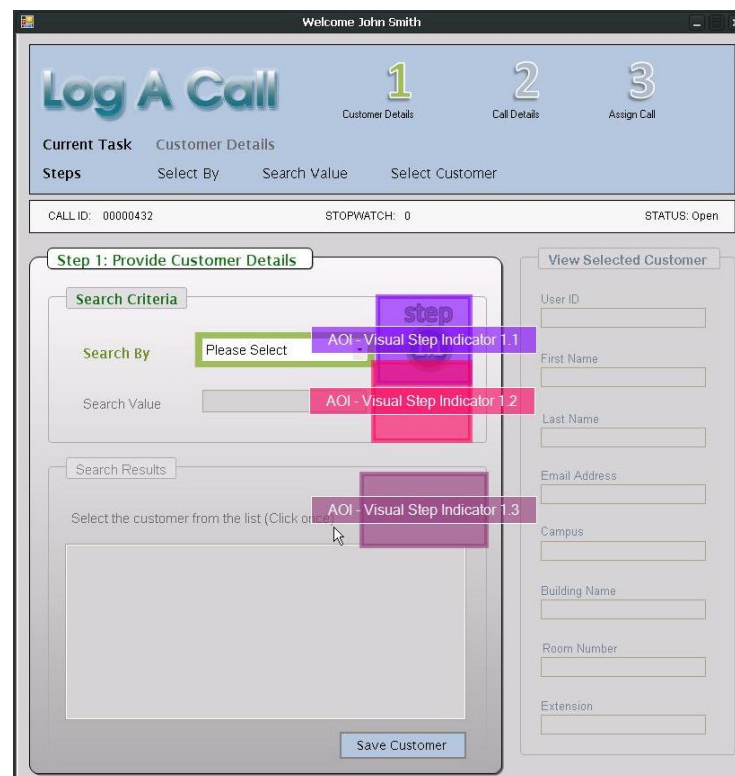 Welcome John Smith
Log A Call
1 2 3
Customer Details Call Details Assign Call
Current Task Customer Details
Steps Select By Search Value Select Customer
CALL ID: 00000432 STOPWATCH: 0 STATUS: Open
Step 1: Provide Customer Details
View Selected Customer
Search Criteria
step
User ID
AOI - Visual Step Indicator 1.1
Search By Please Select
First Name
AOI - Visual Step Indicator 1.2
Search Value
Last Name
Search Results
Email Address
AOI - Visual Step Indicator 1.3
Select the customer from the list (Click once)
Campus
Building Name
Room Number
Extension
Save Customer